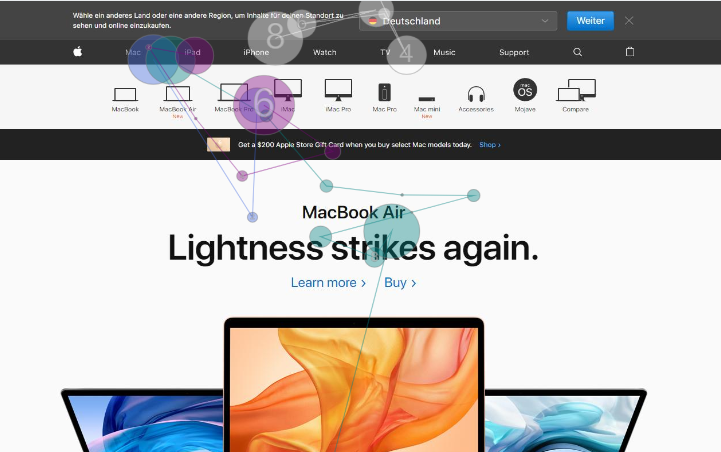 Wähle ein anderes Land oder eine andere Region, um Inhalte für deinen Standort zu
sehen und online einzukaufen.
Deutschland
Weiter
Mac iPad iPhone Watch TV Music Support
MacBook MacBook Air MacBook Pro iMac iMac Pro Mac Pro Mac mini Accessories macOS Mojave Compare
New New
Get a $200 Apple Store Gift Card when you buy select Mac models today. Shop >
MacBook Air
Lightness strikes again.
Learn more > Buy >
8
3
4
6